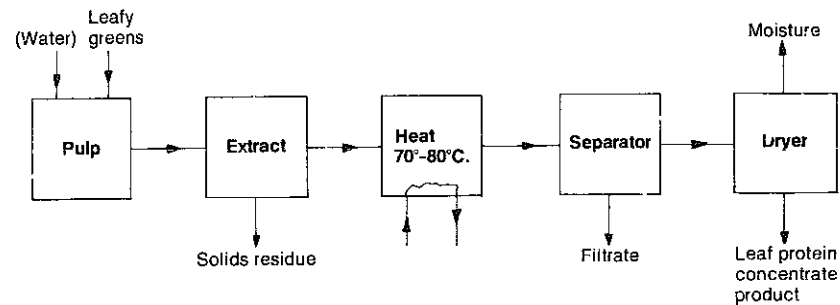 Leafy
(Water) greens
Moisture
Pulp
Extract
Heat
70°-80°C.
Separator
Dryer
Solids residue
Filtrate
Leaf protein
concentrate
product